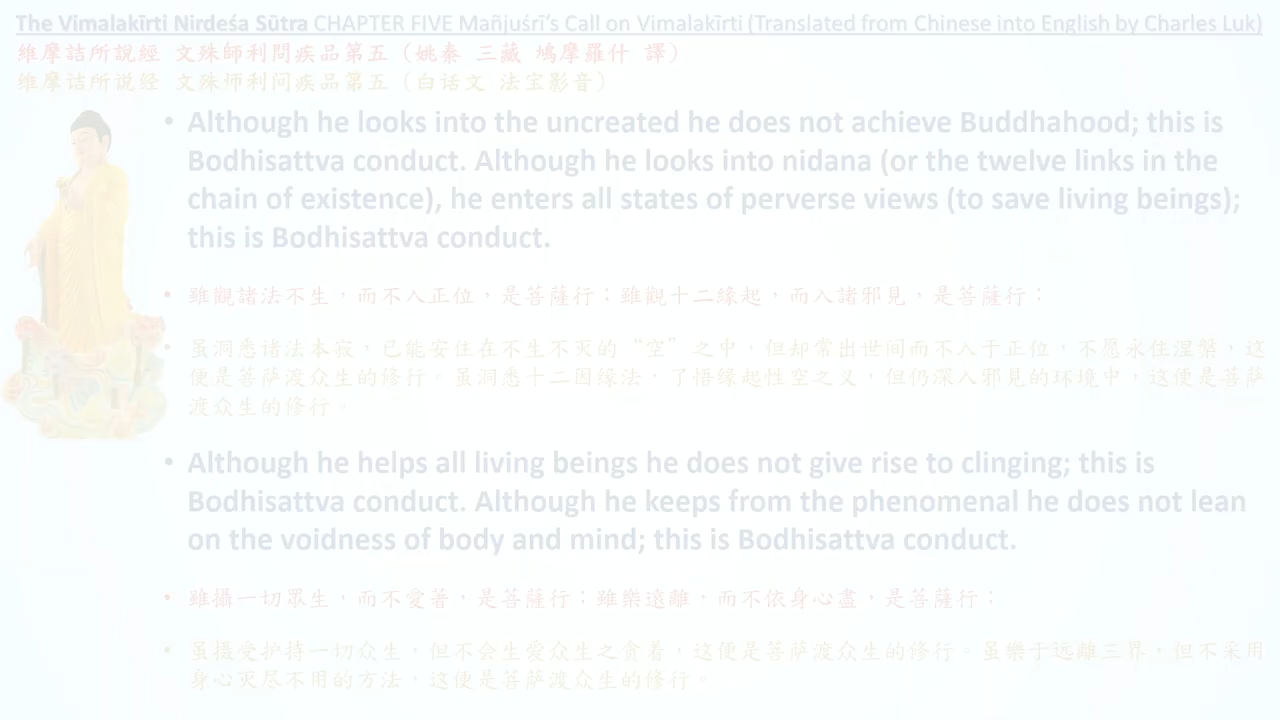 The Vimalakīrti Nirdeśa Sūtra CHAPTER FIVE Mañjuśrī’s Call on Vimalakīrti (Translated from Chinese into English by Charles Luk)
維摩詰所說經 文殊師利問疾品第五（姚秦 三藏 鳩摩羅什 譯）
维摩诘所说经 文殊师利问疾品第五（白话文 法宝影音）
• Although he looks into the uncreated he does not achieve Buddhahood; this is
Bodhisattva conduct. Although he looks into nidana (or the twelve links in the
chain of existence), he enters all states of perverse views (to save living beings);
this is Bodhisattva conduct.
• 雖觀諸法不生，而不入正位，是菩薩行；雖觀十二緣起，而入諸邪見，是菩薩行；
• 虽洞悉诸法本寂，已能安住在不生不灭的“空”之中，但却常出世间而不入于正位，不愿永住涅槃，这
便是菩萨渡众生的修行。虽洞悉十二因缘法，了悟缘起性空之义，但仍深入邪見的环境中，这便是菩萨
渡众生的修行。
• Although he helps all living beings he does not give rise to clinging; this is
Bodhisattva conduct. Although he keeps from the phenomenal he does not lean
on the voidness of body and mind; this is Bodhisattva conduct.
• 雖攝一切眾生，而不愛著，是菩薩行；雖樂遠離，而不依身心盡，是菩薩行；
• 虽摄受护持一切众生，但不会生爱众生之贪着，这便是菩萨渡众生的修行。虽樂于远離三界，但不采用
身心灭尽不用的方法，这便是菩萨渡众生的修行。